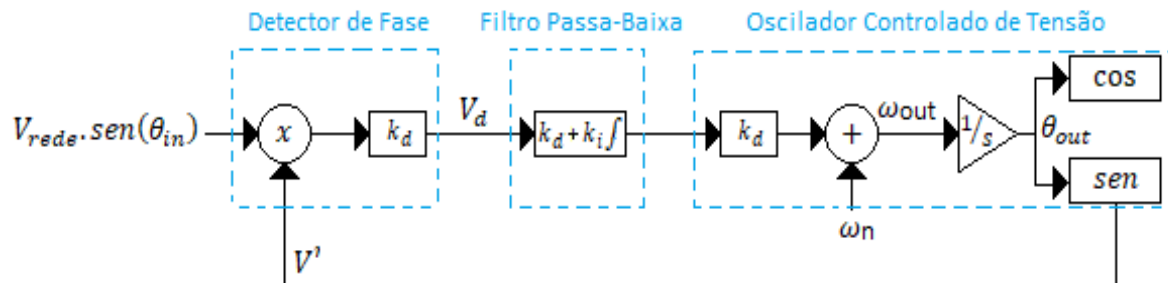 Detector de Fase Filtro Passa-Baixa Oscilador Controlado de Tensão
cos
V_rede.sen(θ_in) x k_d V_d k_d+k_i∫ k_d + ω_out 1/s θ_out
sen
V' ω_n